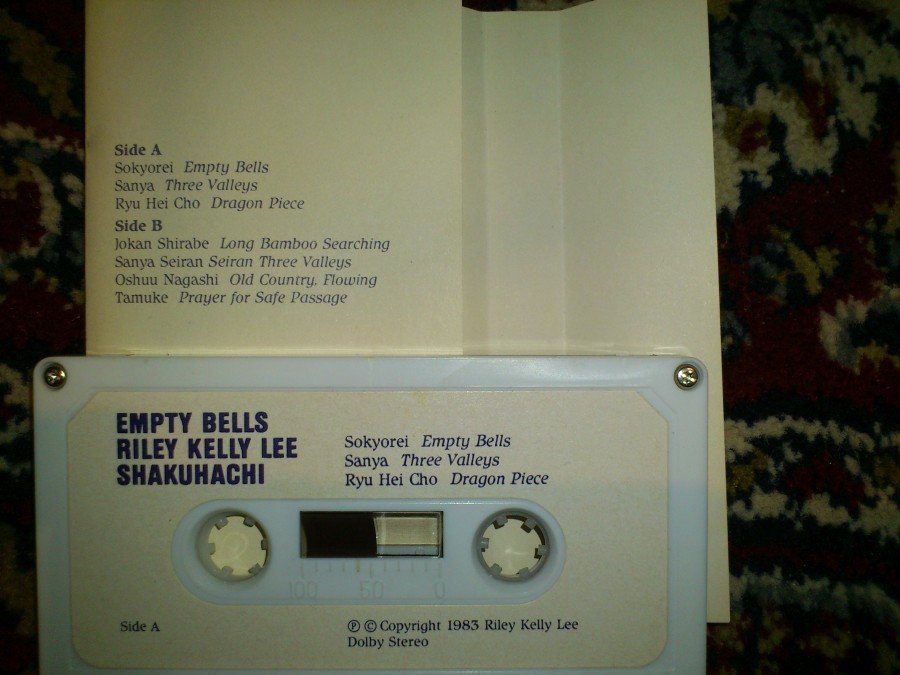 Side A
Sokyorei Empty Bells
Sanya Three Valleys
Ryu Hei Cho Dragon Piece
Side B
Jokan Shirabe Long Bamboo Searching
Sanya Seiran Seiran Three Valleys
Oshuu Nagashi Old Country, Flowing
Tamuke Prayer for Safe Passage
EMPTY BELLS
RILEY KELLY LEE
SHAKUHACHI
Sokyorei Empty Bells
Sanya Three Valleys
Ryu Hei Cho Dragon Piece
100 50 0
Side A
℗ © Copyright 1983 Riley Kelly Lee
Dolby Stereo